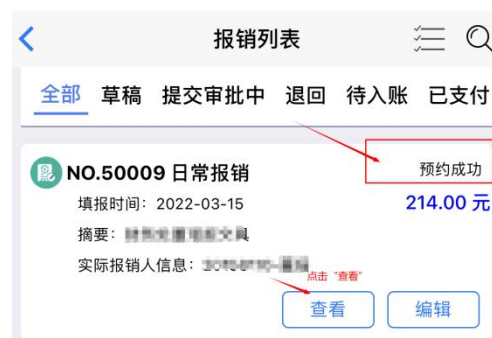 报销列表
全部 草稿 提交审批中 退回 待入账 已支付
NO.50009 日常报销 预约成功
填报时间：2022-03-15 214.00 元
摘要：
实际报销人信息：
点击 "查看"
查看 编辑